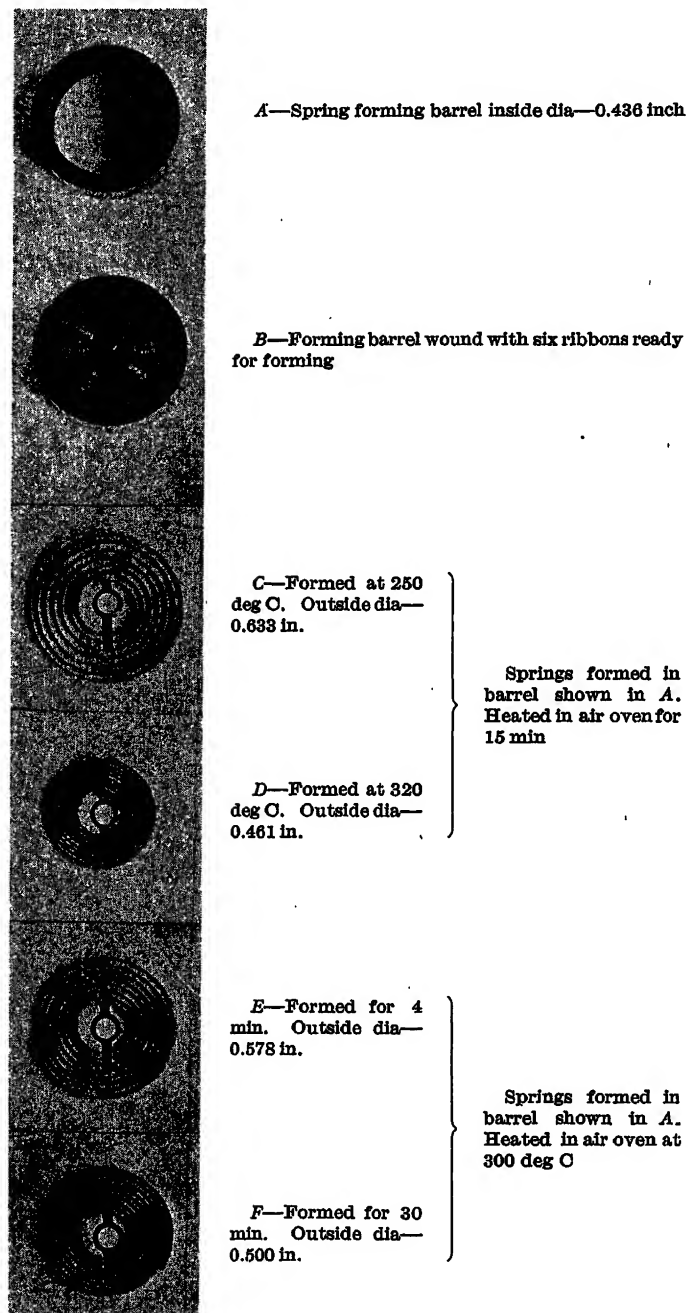 A—Spring forming barrel inside dia—0.436 inch
B—Forming barrel wound with six ribbons ready
for forming
C—Formed at 250
deg C. Outside dia—
0.633 in.
Springs formed in
barrel shown in A.
Heated in air oven for
15 min
D—Formed at 320
deg C. Outside dia—
0.461 in.
E—Formed for 4
min. Outside dia—
0.578 in.
Springs formed in
barrel shown in A.
Heated in air oven at
300 deg C
F—Formed for 30
min. Outside dia—
0.500 in.